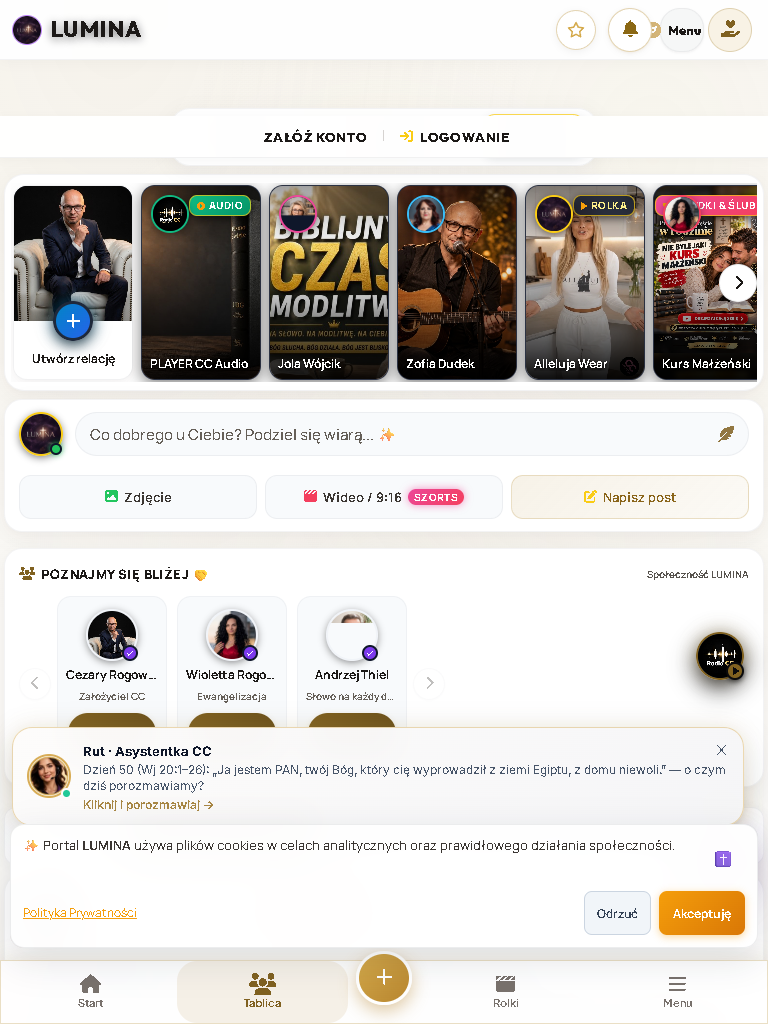 LUMINA
Menu
ZAŁÓŻ KONTO
LOGOWANIE
AUDIO
ROLKA
BIBLIJNY
CZAS
MODLITW
NIE BYLE JAKI
KURS
MAŁŻEŃSKI
Utwórz relację
PLAYER CC Audio
Jola Wójcik
Zofia Dudek
Alleluja Wear
Kurs Małżeński
Co dobrego u Ciebie? Podziel się wiarą... ✨
Zdjęcie
Wideo / 9:16 SZORTS
Napisz post
POZNAJMY SIĘ BLIŻEJ 🤝
Społeczność LUMINA
Cezary Rogow...
Wioletta Rogo...
Andrzej Thiel
Założyciel CC
Ewangelizacja
Słowo na każdy d...
Rut · Asystentka CC
Dzień 50 (Wj 20:1–26): „Ja jestem PAN, twój Bóg, który cię wyprowadził z ziemi Egiptu, z domu niewoli.” — o czym
dziś porozmawiamy?
Kliknij i porozmawiaj →
✨ Portal LUMINA używa plików cookies w celach analitycznych oraz prawidłowego działania społeczności.
Polityka Prywatności
Odrzuć
Akceptuję
Start
Tablica
Rolki
Menu